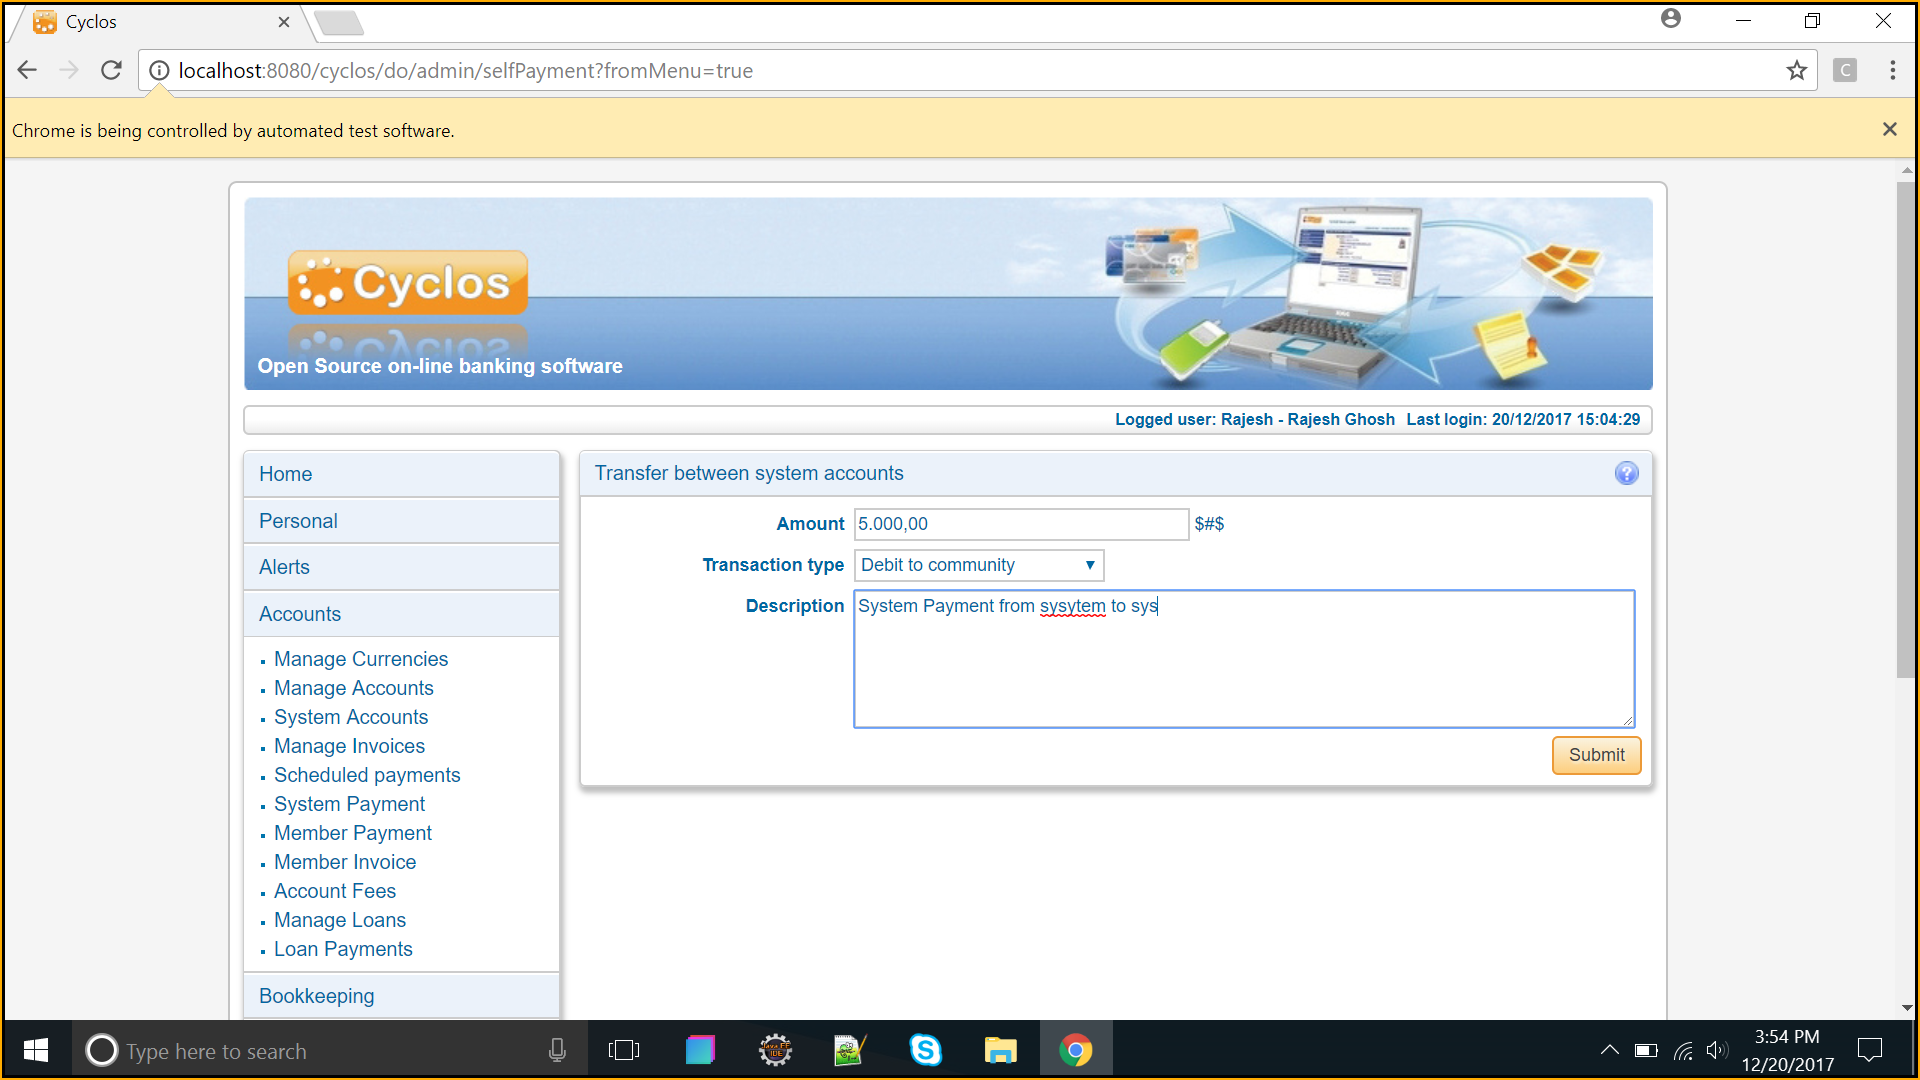 Cyclos
localhost:8080/cyclos/do/admin/selfPayment?fromMenu=true
C
Chrome is being controlled by automated test software.
Cyclos
Open Source on-line banking software
Logged user: Rajesh - Rajesh Ghosh Last login: 20/12/2017 15:04:29
Home
Personal
Alerts
Accounts
Manage Currencies
Manage Accounts
System Accounts
Manage Invoices
Scheduled payments
System Payment
Member Payment
Member Invoice
Account Fees
Manage Loans
Loan Payments
Bookkeeping
Transfer between system accounts
?
Amount 5.000,00 $#$
Transaction type Debit to community
Description System Payment from sysytem to sys
Submit
Type here to search
3:54 PM
12/20/2017